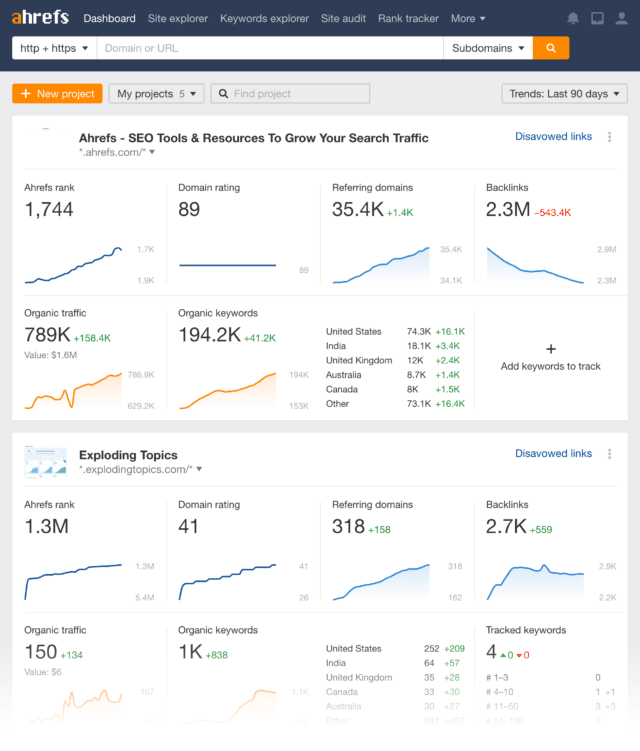 ahrefs Dashboard Site explorer Keywords explorer Site audit Rank tracker More
http + https Domain or URL Subdomains
+ New project My projects 5 Find project Trends: Last 90 days
Ahrefs - SEO Tools & Resources To Grow Your Search Traffic Disavowed links
*.ahrefs.com/*
Ahrefs rank Domain rating Referring domains Backlinks
1,744 89 35.4K +1.4K 2.3M −543.4K
1.7K 35.4K 2.9M
89
1.9K 34.1K 2.3M
Organic traffic Organic keywords
789K +158.4K 194.2K +41.2K
Value: $1.6M
786.9K 194K
629.2K 153K
United States 74.3K +16.1K
India 18.1K +3.4K
United Kingdom 12K +2.4K
Australia 8.7K +1.4K
Canada 8K +1.5K
Other 73.1K +16.4K
+
Add keywords to track
Exploding Topics Disavowed links
*.explodingtopics.com/*
Ahrefs rank Domain rating Referring domains Backlinks
1.3M 41 318 +158 2.7K +559
1.3M 41 318 2.9K
5.4M 26 162 2.2K
Organic traffic Organic keywords
150 +134 1K +838
Value: $6
167 1.1K
United States 252 +209
India 64 +57
United Kingdom 35 +28
Canada 33 +30
Australia 30 +27
Other 591 +487
Tracked keywords
4 0 0
# 1–3 0
# 4–10 1 +1
# 11–50 3 +3
# 51–100 0